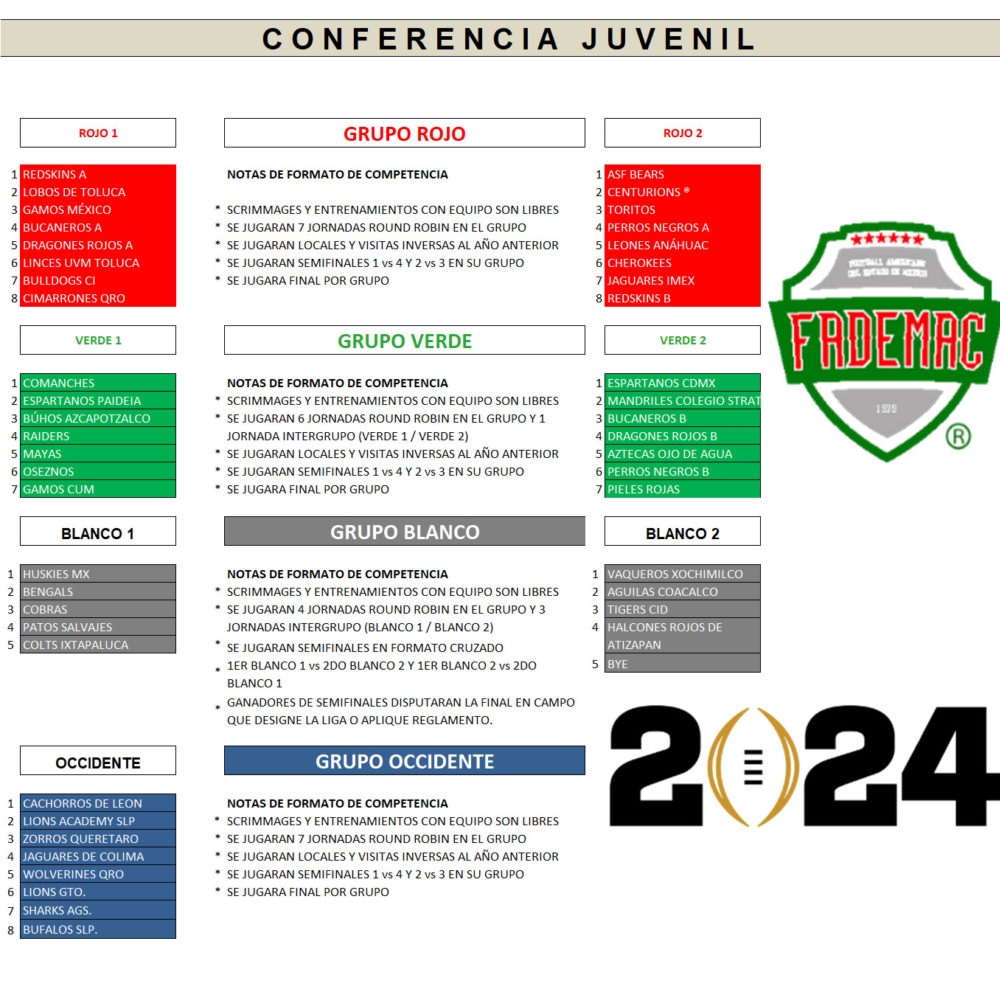 CONFERENCIA JUVENIL
ROJO 1
1 REDSKINS A
2 LOBOS DE TOLUCA
3 GAMOS MÉXICO
4 BUCANEROS A
5 DRAGONES ROJOS A
6 LINCES UVM TOLUCA
7 BULLDOGS CI
8 CIMARRONES QRO
GRUPO ROJO
NOTAS DE FORMATO DE COMPETENCIA
* SCRIMMAGES Y ENTRENAMIENTOS CON EQUIPO SON LIBRES
* SE JUGARAN 7 JORNADAS ROUND ROBIN EN EL GRUPO
* SE JUGARAN LOCALES Y VISITAS INVERSAS AL AÑO ANTERIOR
* SE JUGARAN SEMIFINALES 1 vs 4 Y 2 vs 3 EN SU GRUPO
* SE JUGARA FINAL POR GRUPO
ROJO 2
1 ASF BEARS
2 CENTURIONS ®
3 TORITOS
4 PERROS NEGROS A
5 LEONES ANÁHUAC
6 CHEROKEES
7 JAGUARES IMEX
8 REDSKINS B
VERDE 1
1 COMANCHES
2 ESPARTANOS PAIDEIA
3 BÚHOS AZCAPOTZALCO
4 RAIDERS
5 MAYAS
6 OSEZNOS
7 GAMOS CUM
GRUPO VERDE
NOTAS DE FORMATO DE COMPETENCIA
* SCRIMMAGES Y ENTRENAMIENTOS CON EQUIPO SON LIBRES
* SE JUGARAN 6 JORNADAS ROUND ROBIN EN EL GRUPO Y 1
JORNADA INTERGRUPO (VERDE 1 / VERDE 2)
* SE JUGARAN LOCALES Y VISITAS INVERSAS AL AÑO ANTERIOR
* SE JUGARAN SEMIFINALES 1 vs 4 Y 2 vs 3 EN SU GRUPO
* SE JUGARA FINAL POR GRUPO
VERDE 2
1 ESPARTANOS CDMX
2 MANDRILES COLEGIO STRAT
3 BUCANEROS B
4 DRAGONES ROJOS B
5 AZTECAS OJO DE AGUA
6 PERROS NEGROS B
7 PIELES ROJAS
FOOTBALL AMERICANO
DEL ESTADO DE MEXICO
FADEMAC
®
BLANCO 1
1 HUSKIES MX
2 BENGALS
3 COBRAS
4 PATOS SALVAJES
5 COLTS IXTAPALUCA
GRUPO BLANCO
NOTAS DE FORMATO DE COMPETENCIA
* SCRIMMAGES Y ENTRENAMIENTOS CON EQUIPO SON LIBRES
* SE JUGARAN 4 JORNADAS ROUND ROBIN EN EL GRUPO Y 3
JORNADAS INTERGRUPO (BLANCO 1 / BLANCO 2)
* SE JUGARAN SEMIFINALES EN FORMATO CRUZADO
* 1ER BLANCO 1 vs 2DO BLANCO 2 Y 1ER BLANCO 2 vs 2DO
BLANCO 1
* GANADORES DE SEMIFINALES DISPUTARAN LA FINAL EN CAMPO
QUE DESIGNE LA LIGA O APLIQUE REGLAMENTO.
BLANCO 2
1 VAQUEROS XOCHIMILCO
2 AGUILAS COACALCO
3 TIGERS CID
4 HALCONES ROJOS DE
ATIZAPAN
5 BYE
OCCIDENTE
1 CACHORROS DE LEON
2 LIONS ACADEMY SLP
3 ZORROS QUERETARO
4 JAGUARES DE COLIMA
5 WOLVERINES QRO
6 LIONS GTO.
7 SHARKS AGS.
8 BUFALOS SLP.
GRUPO OCCIDENTE
NOTAS DE FORMATO DE COMPETENCIA
* SCRIMMAGES Y ENTRENAMIENTOS CON EQUIPO SON LIBRES
* SE JUGARAN 7 JORNADAS ROUND ROBIN EN EL GRUPO
* SE JUGARAN LOCALES Y VISITAS INVERSAS AL AÑO ANTERIOR
* SE JUGARAN SEMIFINALES 1 vs 4 Y 2 vs 3 EN SU GRUPO
* SE JUGARA FINAL POR GRUPO
2024